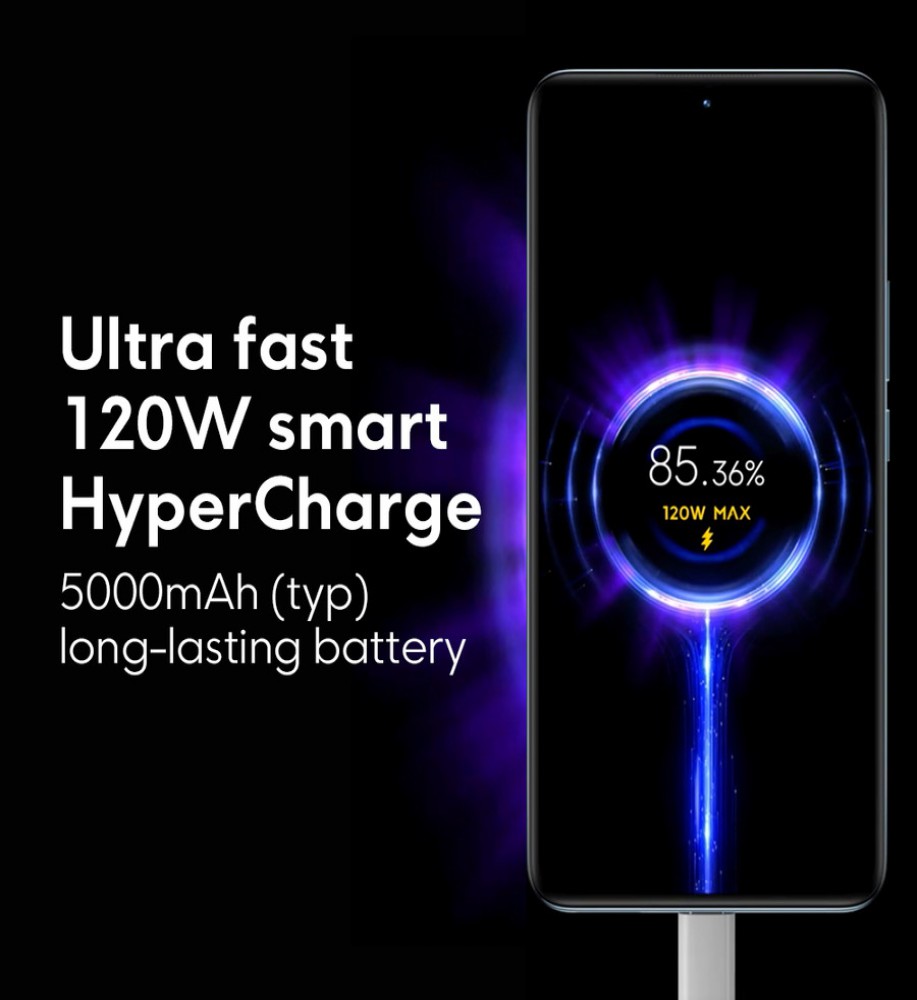 Ultra fast
120W smart
HyperCharge
5000mAh (typ)
long-lasting battery
85.36%
120W MAX